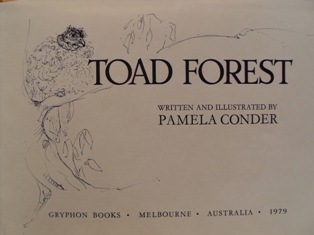 TOAD FOREST
WRITTEN AND ILLUSTRATED BY
PAMELA CONDER
GRYPHON BOOKS • MELBOURNE • AUSTRALIA • 1979